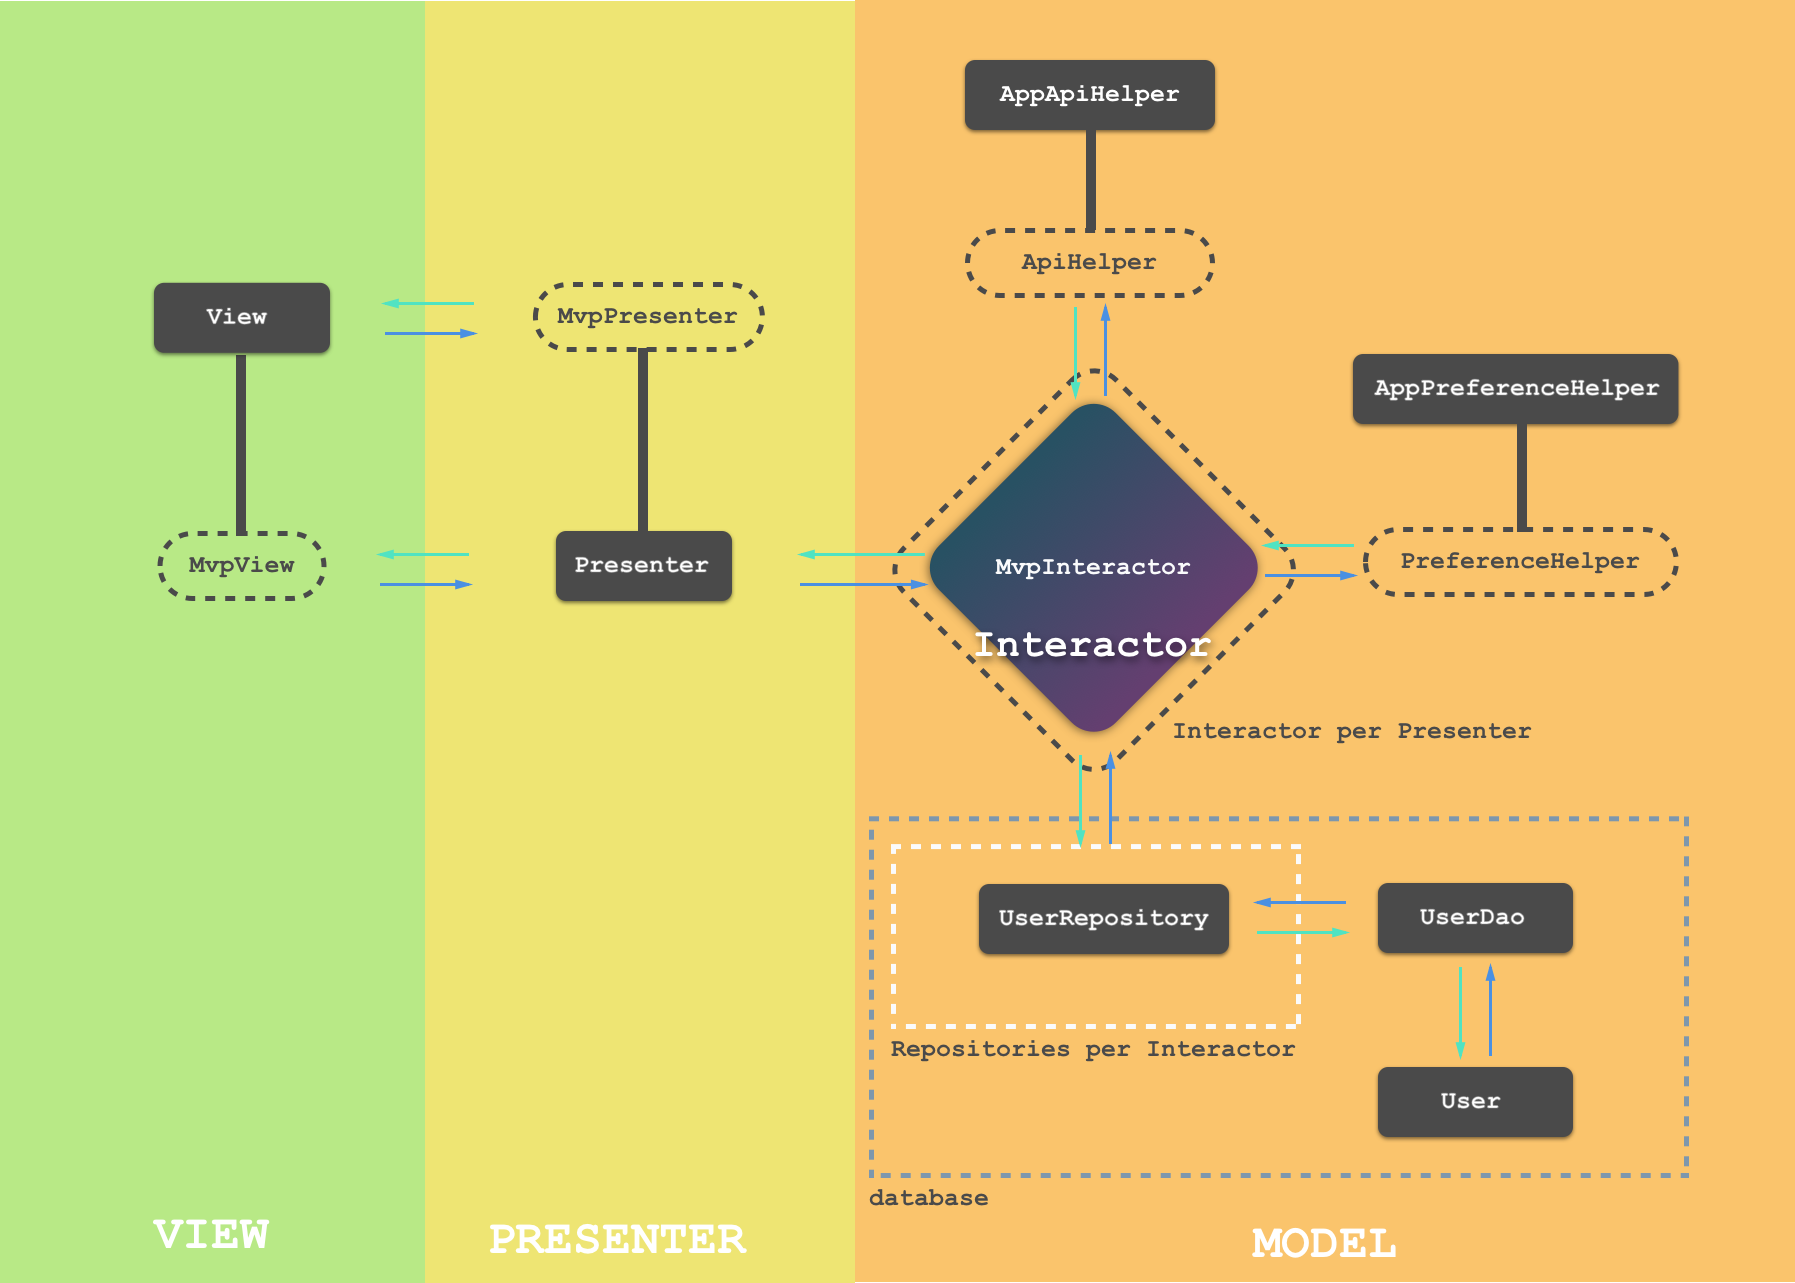 AppApiHelper
ApiHelper
View
MvpPresenter
AppPreferenceHelper
MvpView
Presenter
MvpInteractor
PreferenceHelper
Interactor
Interactor per Presenter
UserRepository
UserDao
Repositories per Interactor
User
database
VIEW
PRESENTER
MODEL